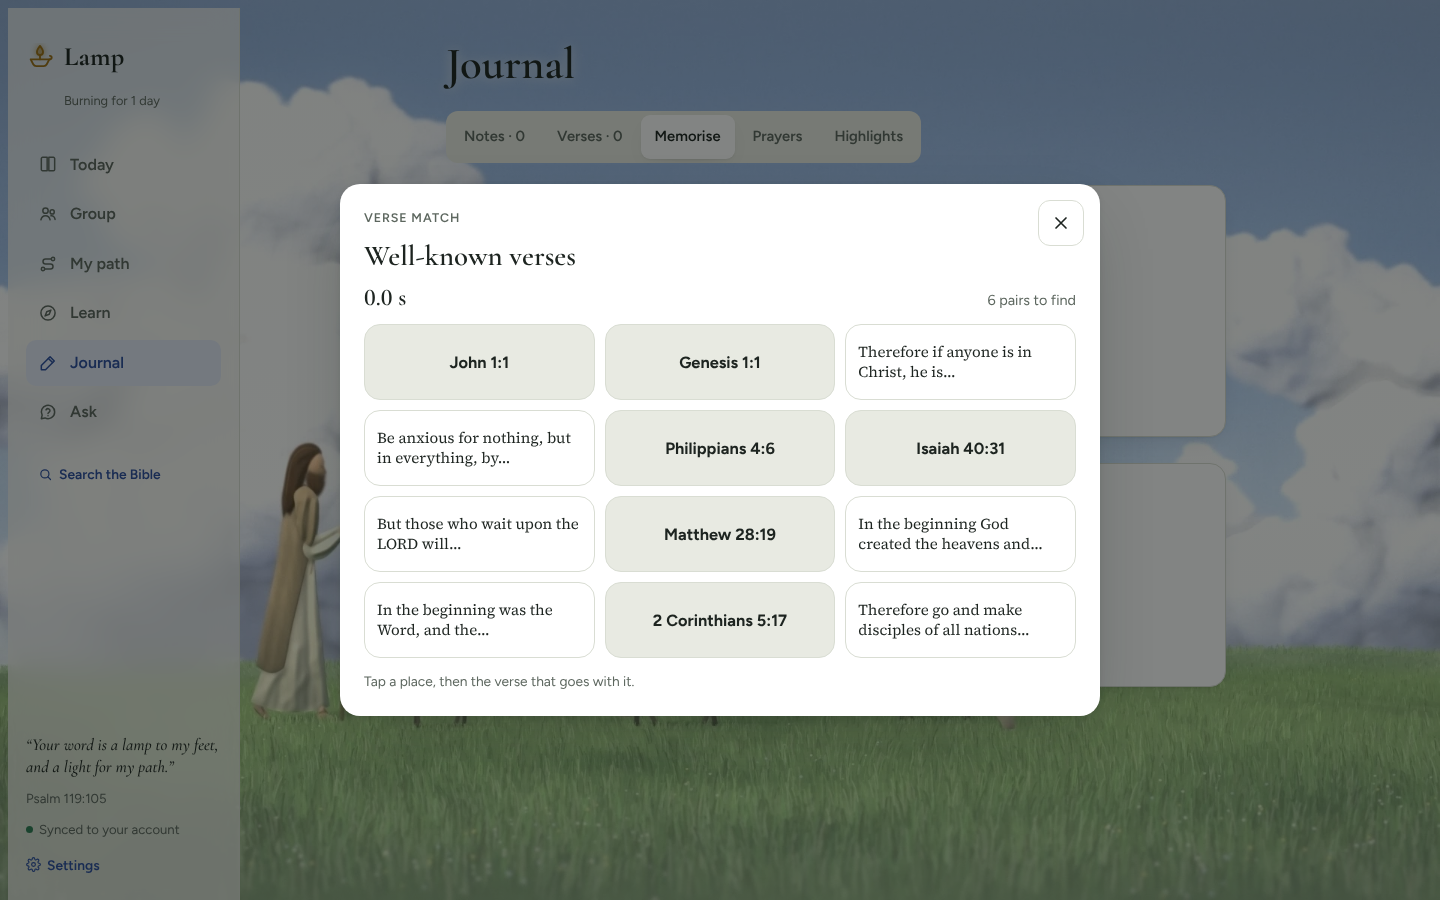 Lamp
Burning for 1 day
Today
Group
My path
Learn
Journal
Ask
Search the Bible
“Your word is a lamp to my feet,
and a light for my path.”
Psalm 119:105
Synced to your account
Settings
Journal
Notes · 0
Verses · 0
Memorise
Prayers
Highlights
VERSE MATCH
Well-known verses
0.0 s
6 pairs to find
John 1:1
Genesis 1:1
Therefore if anyone is in
Christ, he is...
Be anxious for nothing, but
in everything, by...
Philippians 4:6
Isaiah 40:31
But those who wait upon the
LORD will...
Matthew 28:19
In the beginning God
created the heavens and...
In the beginning was the
Word, and the...
2 Corinthians 5:17
Therefore go and make
disciples of all nations...
Tap a place, then the verse that goes with it.